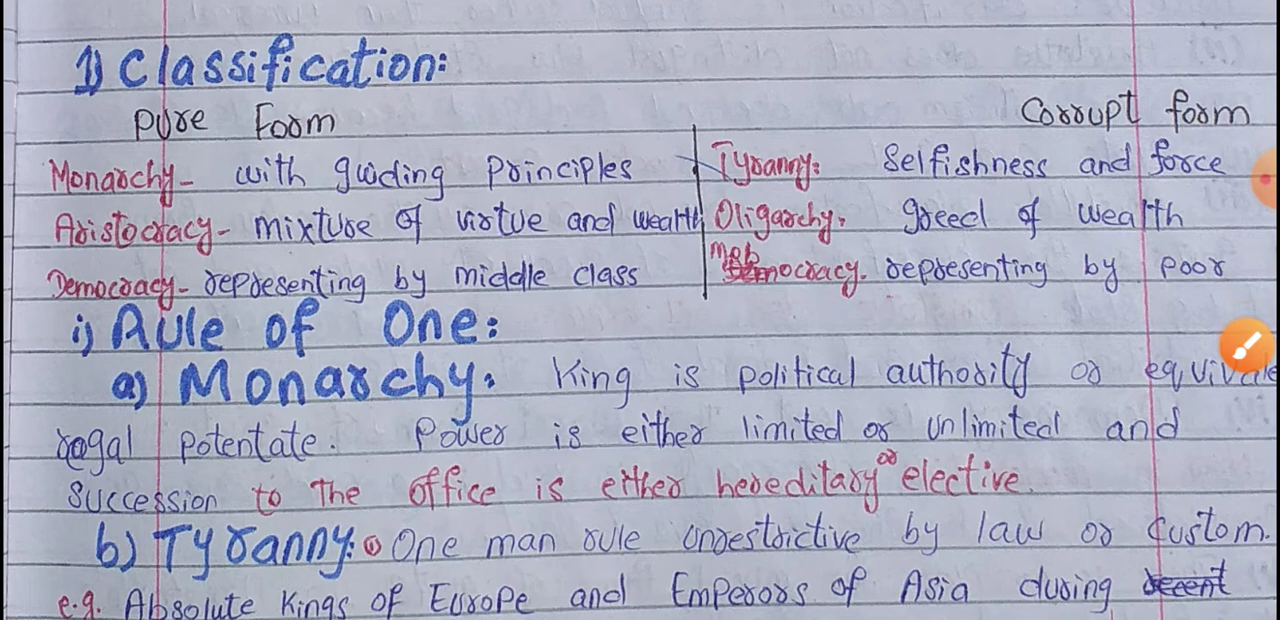 1) Classification:
Pure Form Corrupt form
Monarchy- with guiding principles Tyranny: Selfishness and force
Aristocracy- mixture of virtue and wealth Oligarchy: greed of wealth
Democracy- representing by middle class Mobocracy. representing by poor
i) Rule of One:
a) Monarchy: King is political authority or equivale
regal potentate. Power is either limited or unlimited and
succession to the office is either hereditary or elective.
b) Tyranny: ① One man rule unrestrictive by law or custom.
e.g. Absolute Kings of Europe and Emperors of Asia during recent